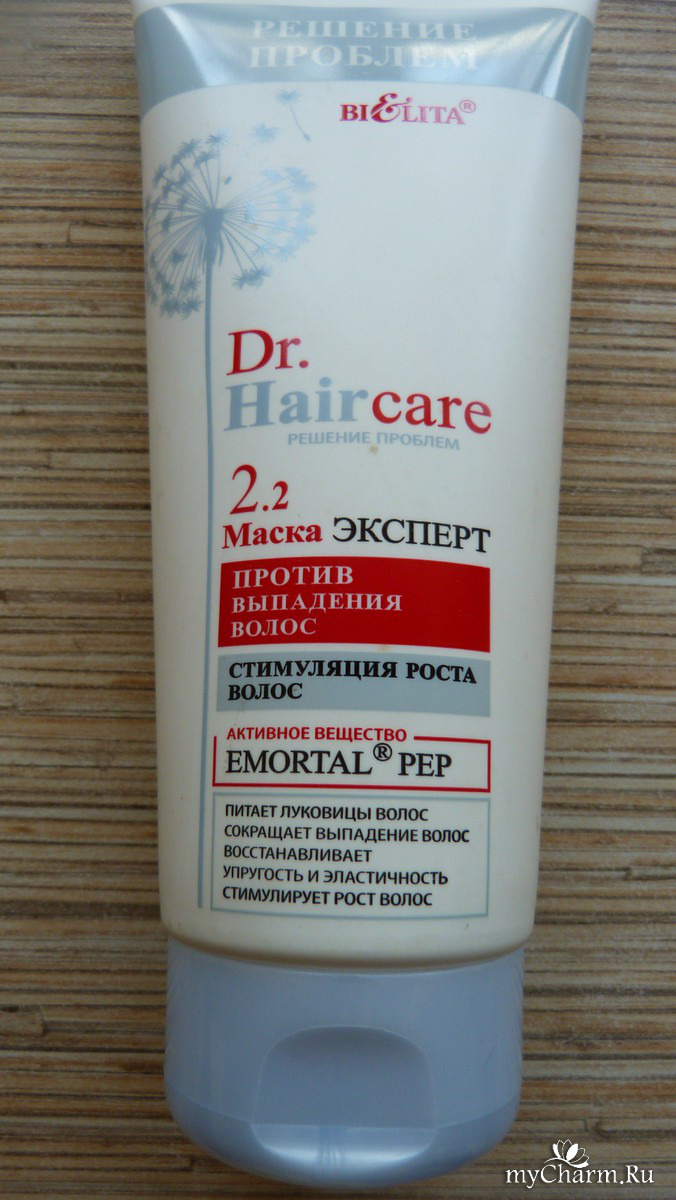 РЕШЕНИЕ
ПРОБЛЕМ
BIELITA®
Dr.
Haircare
РЕШЕНИЕ ПРОБЛЕМ
2.2
Маска ЭКСПЕРТ
ПРОТИВ
ВЫПАДЕНИЯ
ВОЛОС
СТИМУЛЯЦИЯ РОСТА
ВОЛОС
АКТИВНОЕ ВЕЩЕСТВО
EMORTAL® PEP
ПИТАЕТ ЛУКОВИЦЫ ВОЛОС
СОКРАЩАЕТ ВЫПАДЕНИЕ ВОЛОС
ВОССТАНАВЛИВАЕТ
УПРУГОСТЬ И ЭЛАСТИЧНОСТЬ
СТИМУЛИРУЕТ РОСТ ВОЛОС
myCharm.Ru